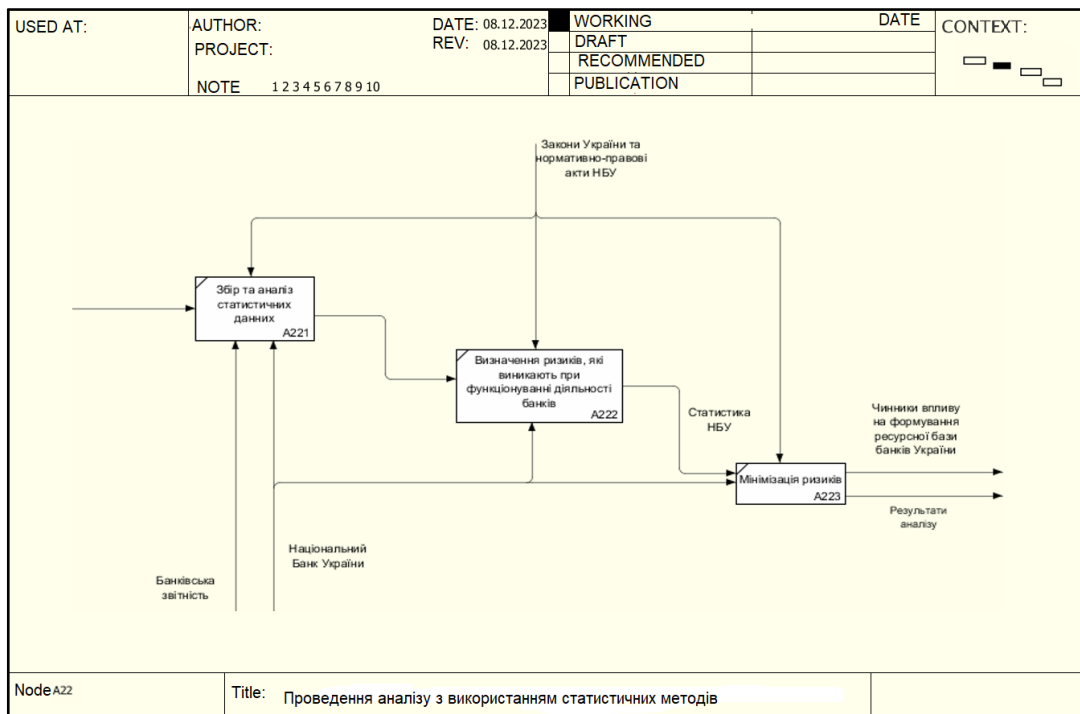 USED AT:
AUTHOR:
DATE: 08.12.2023
WORKING
DATE
CONTEXT:
PROJECT:
REV: 08.12.2023
DRAFT
RECOMMENDED
NOTE 1 2 3 4 5 6 7 8 9 10
PUBLICATION
Закони України та
нормативно-правові
акти НБУ
Збір та аналіз
статистичних
данних
A221
Визначення ризиків, які
виникають при
функціонуванні діяльності
банків
A222
Статистика
НБУ
Чинники впливу
на формування
ресурсної бази
банків України
Мінімізація ризиків
A223
Результати
аналізу
Національний
Банк України
Банківська
звітність
Node A22
Title: Проведення аналізу з використанням статистичних методів